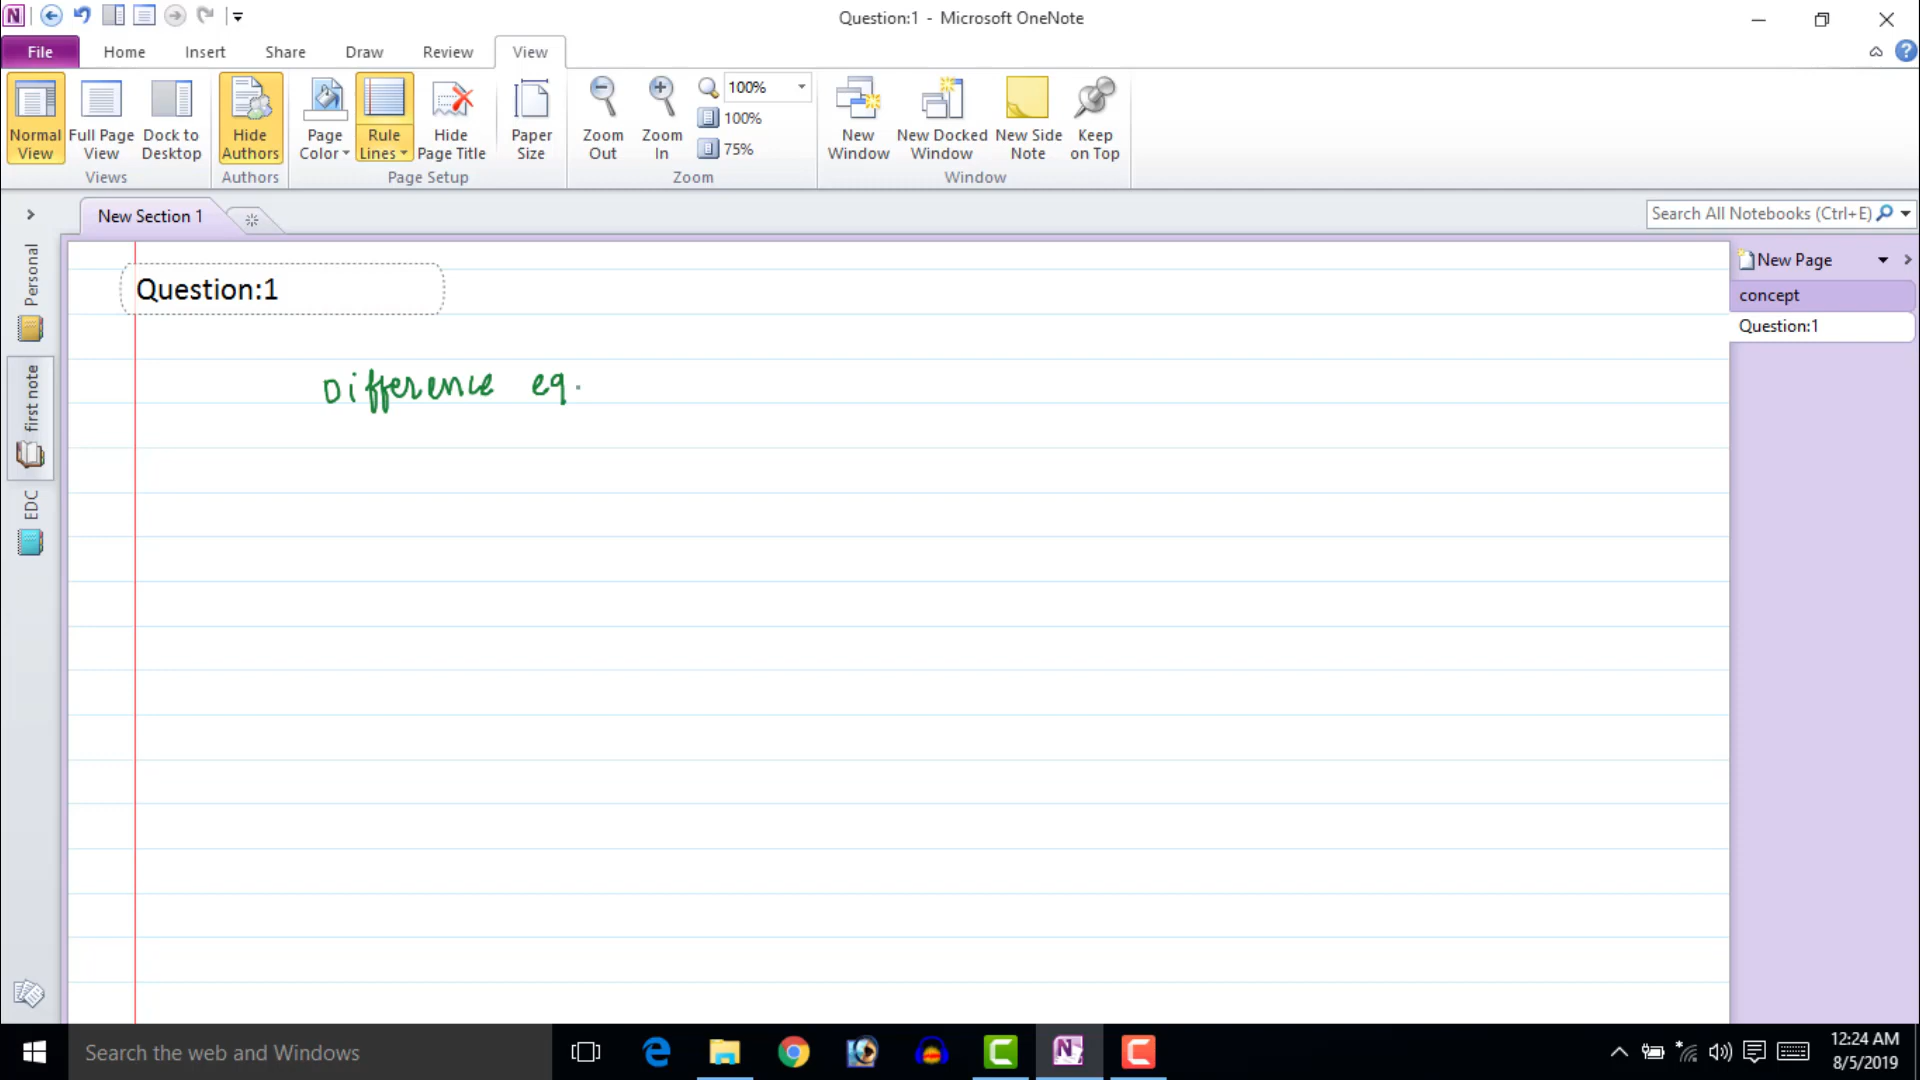 Question:1 - Microsoft OneNote
File Home Insert Share Draw Review View
Normal View
Full Page View
Dock to Desktop
Hide Authors
Page Color
Rule Lines
Hide Page Title
Paper Size
Zoom Out
Zoom In
100%
100%
75%
New Window
New Docked Window
New Side Note
Keep on Top
Views Authors Page Setup Zoom Window
New Section 1
Search All Notebooks (Ctrl+E)
Personal
first note
EDC
Question:1
Difference eq.
New Page
concept
Question:1
Search the web and Windows
12:24 AM
8/5/2019